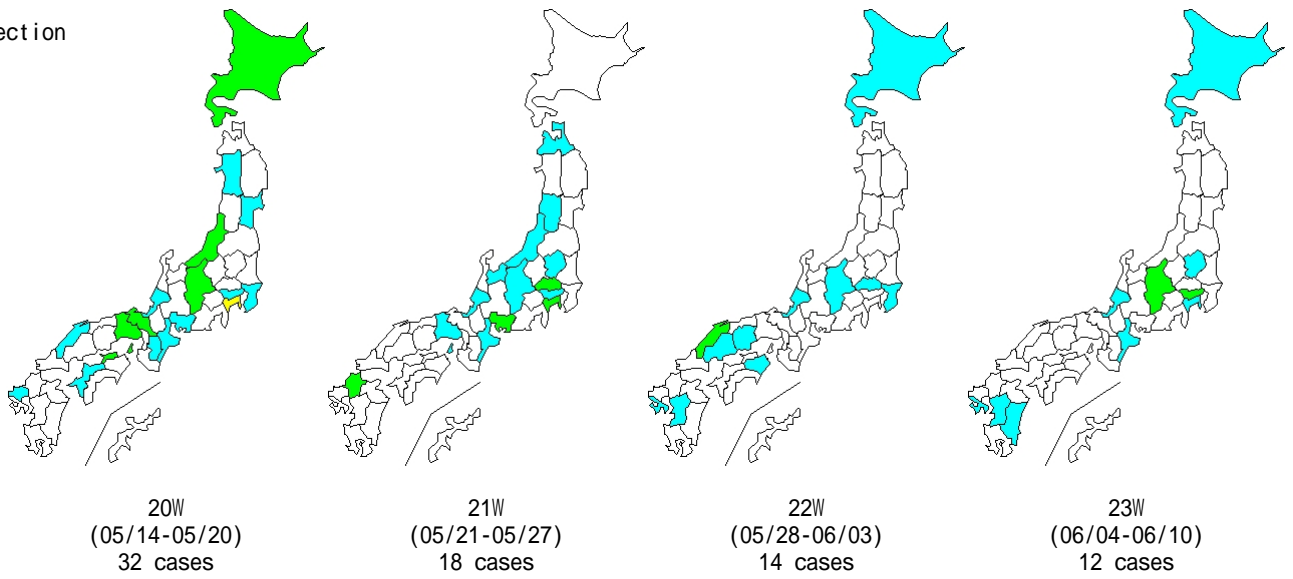 ection
20W
(05/14-05/20)
32 cases
21W
(05/21-05/27)
18 cases
22W
(05/28-06/03)
14 cases
23W
(06/04-06/10)
12 cases